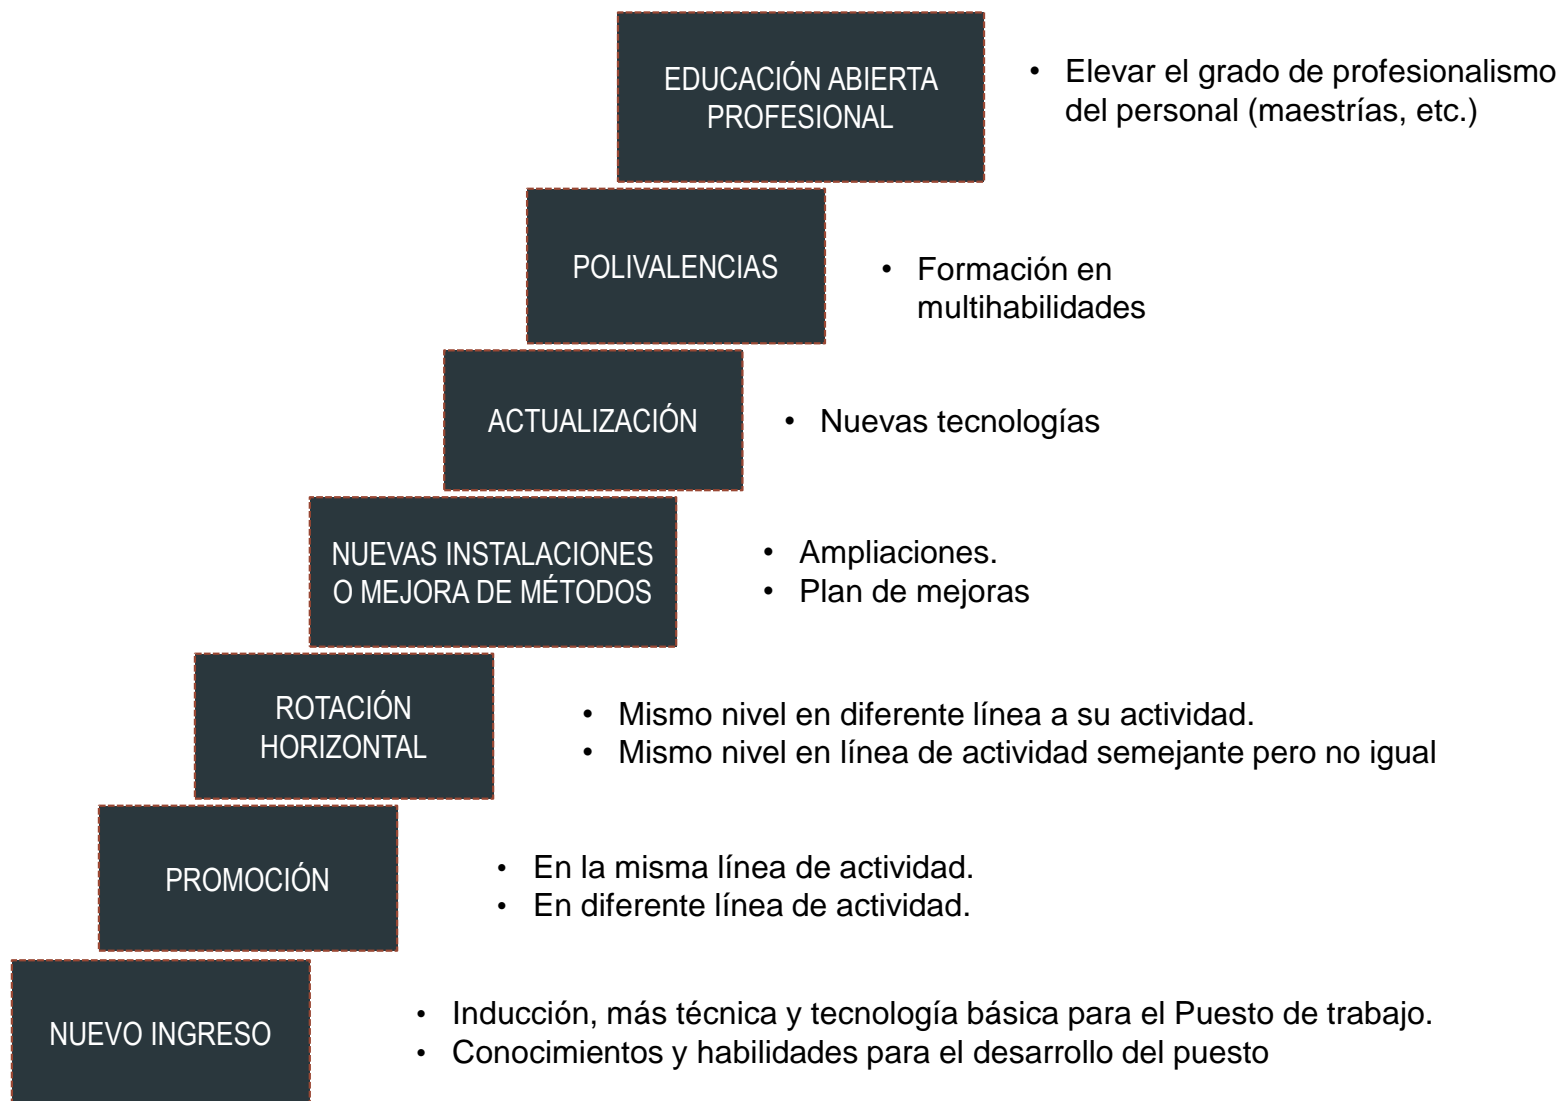 EDUCACIÓN ABIERTA
PROFESIONAL
• Elevar el grado de profesionalismo
del personal (maestrías, etc.)
POLIVALENCIAS
• Formación en
multihabilidades
ACTUALIZACIÓN
• Nuevas tecnologías
NUEVAS INSTALACIONES
O MEJORA DE MÉTODOS
• Ampliaciones.
• Plan de mejoras
ROTACIÓN
HORIZONTAL
• Mismo nivel en diferente línea a su actividad.
• Mismo nivel en línea de actividad semejante pero no igual
PROMOCIÓN
• En la misma línea de actividad.
• En diferente línea de actividad.
NUEVO INGRESO
• Inducción, más técnica y tecnología básica para el Puesto de trabajo.
• Conocimientos y habilidades para el desarrollo del puesto